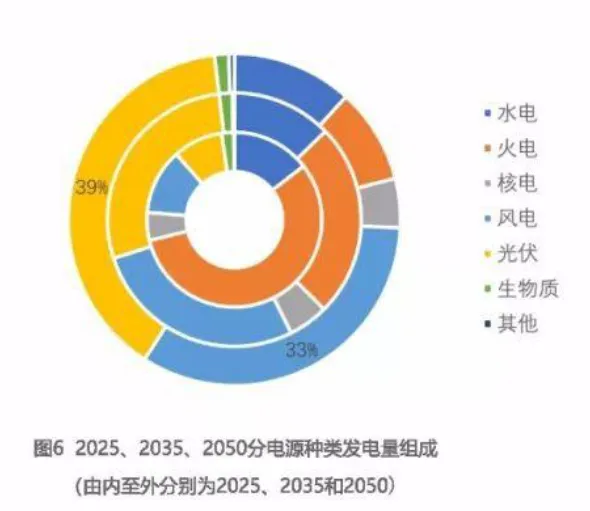 水电
火电
核电
39%
风电
光伏
生物质
其他
33%
图6 2025、2035、2050分电源种类发电量组成
(由内至外分别为2025、2035和2050)